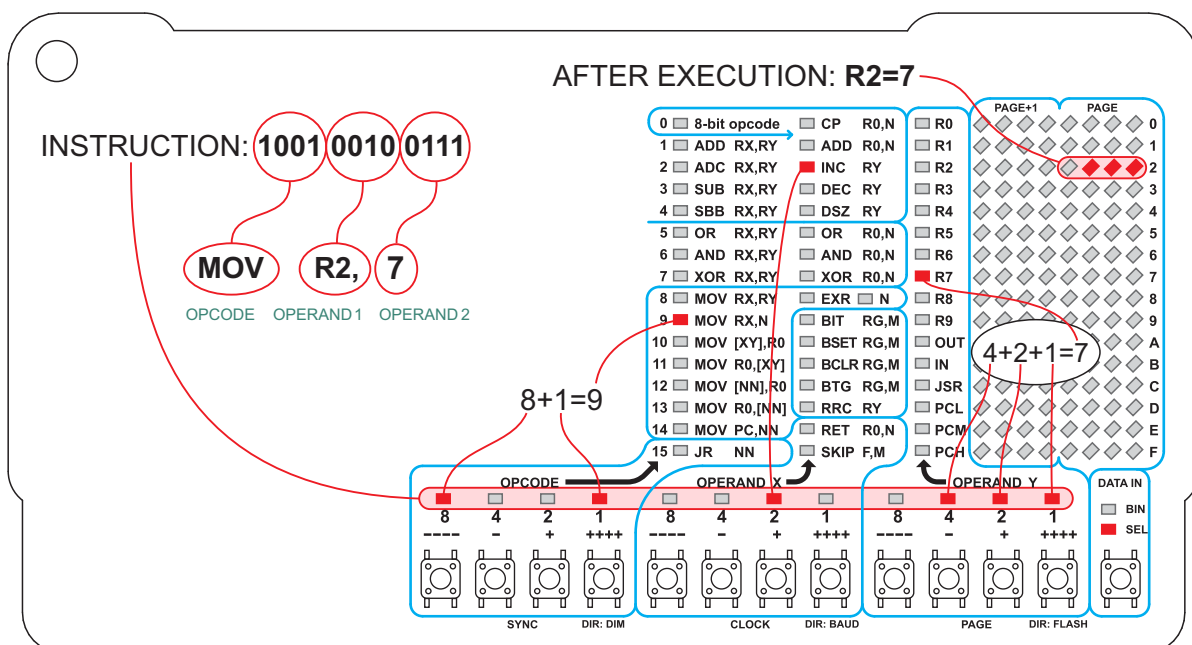 AFTER EXECUTION: R2=7
INSTRUCTION: 1001 0010 0111
MOV R2, 7
OPCODE OPERAND 1 OPERAND 2
PAGE+1 PAGE
0 8-bit opcode CP R0,N R0 0
1 ADD RX,RY ADD R0,N R1 1
2 ADC RX,RY INC RY R2 2
3 SUB RX,RY DEC RY R3 3
4 SBB RX,RY DSZ RY R4 4
5 OR RX,RY OR R0,N R5 5
6 AND RX,RY AND R0,N R6 6
7 XOR RX,RY XOR R0,N R7 7
8 MOV RX,RY EXR N R8 8
9 MOV RX,N BIT RG,M R9 9
10 MOV [XY],R0 BSET RG,M OUT A
11 MOV R0,[XY] BCLR RG,M IN B
12 MOV [NN],R0 BTG RG,M JSR C
13 MOV R0,[NN] RRC RY PCL D
14 MOV PC,NN RET R0,N PCM E
15 JR NN SKIP F,M PCH F
8+1=9
4+2+1=7
OPCODE OPERAND X OPERAND Y DATA IN
8 4 2 1 8 4 2 1 8 4 2 1
BIN
SEL
---- - + ++++ ---- - + ++++ ---- - + ++++
SYNC DIR: DIM CLOCK DIR: BAUD PAGE DIR: FLASH